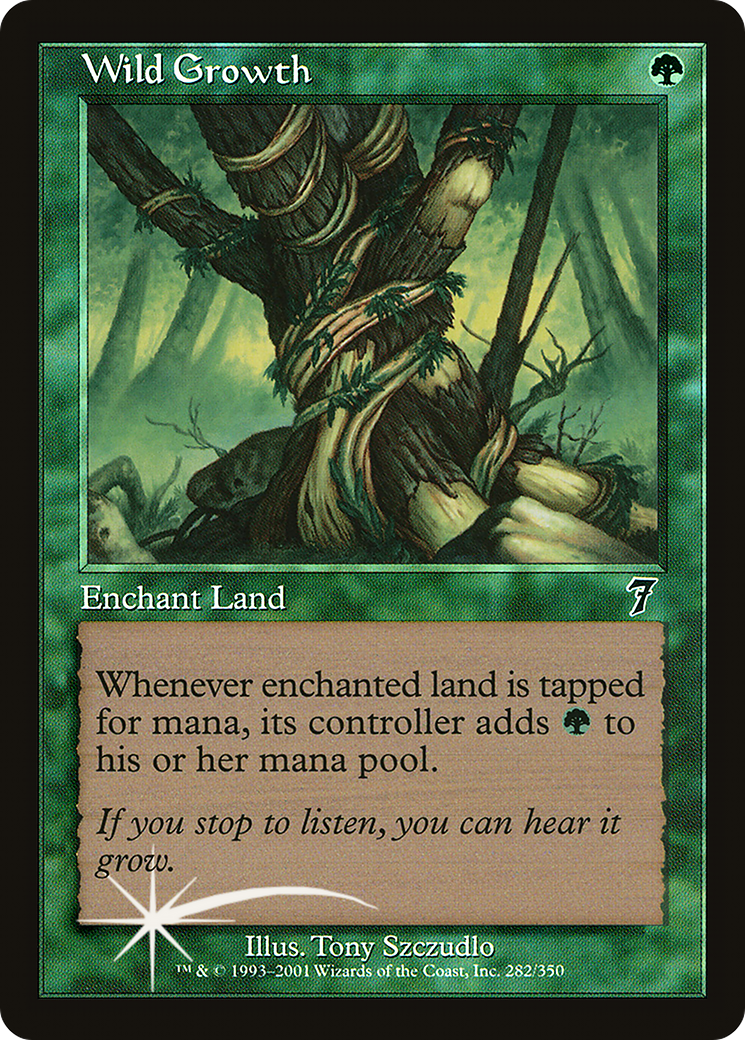 Wild Growth
Enchant Land
7
Whenever enchanted land is tapped
for mana, its controller adds to
his or her mana pool.
If you stop to listen, you can hear it
grow.
Illus. Tony Szczudlo
™ & © 1993–2001 Wizards of the Coast, Inc. 282/350